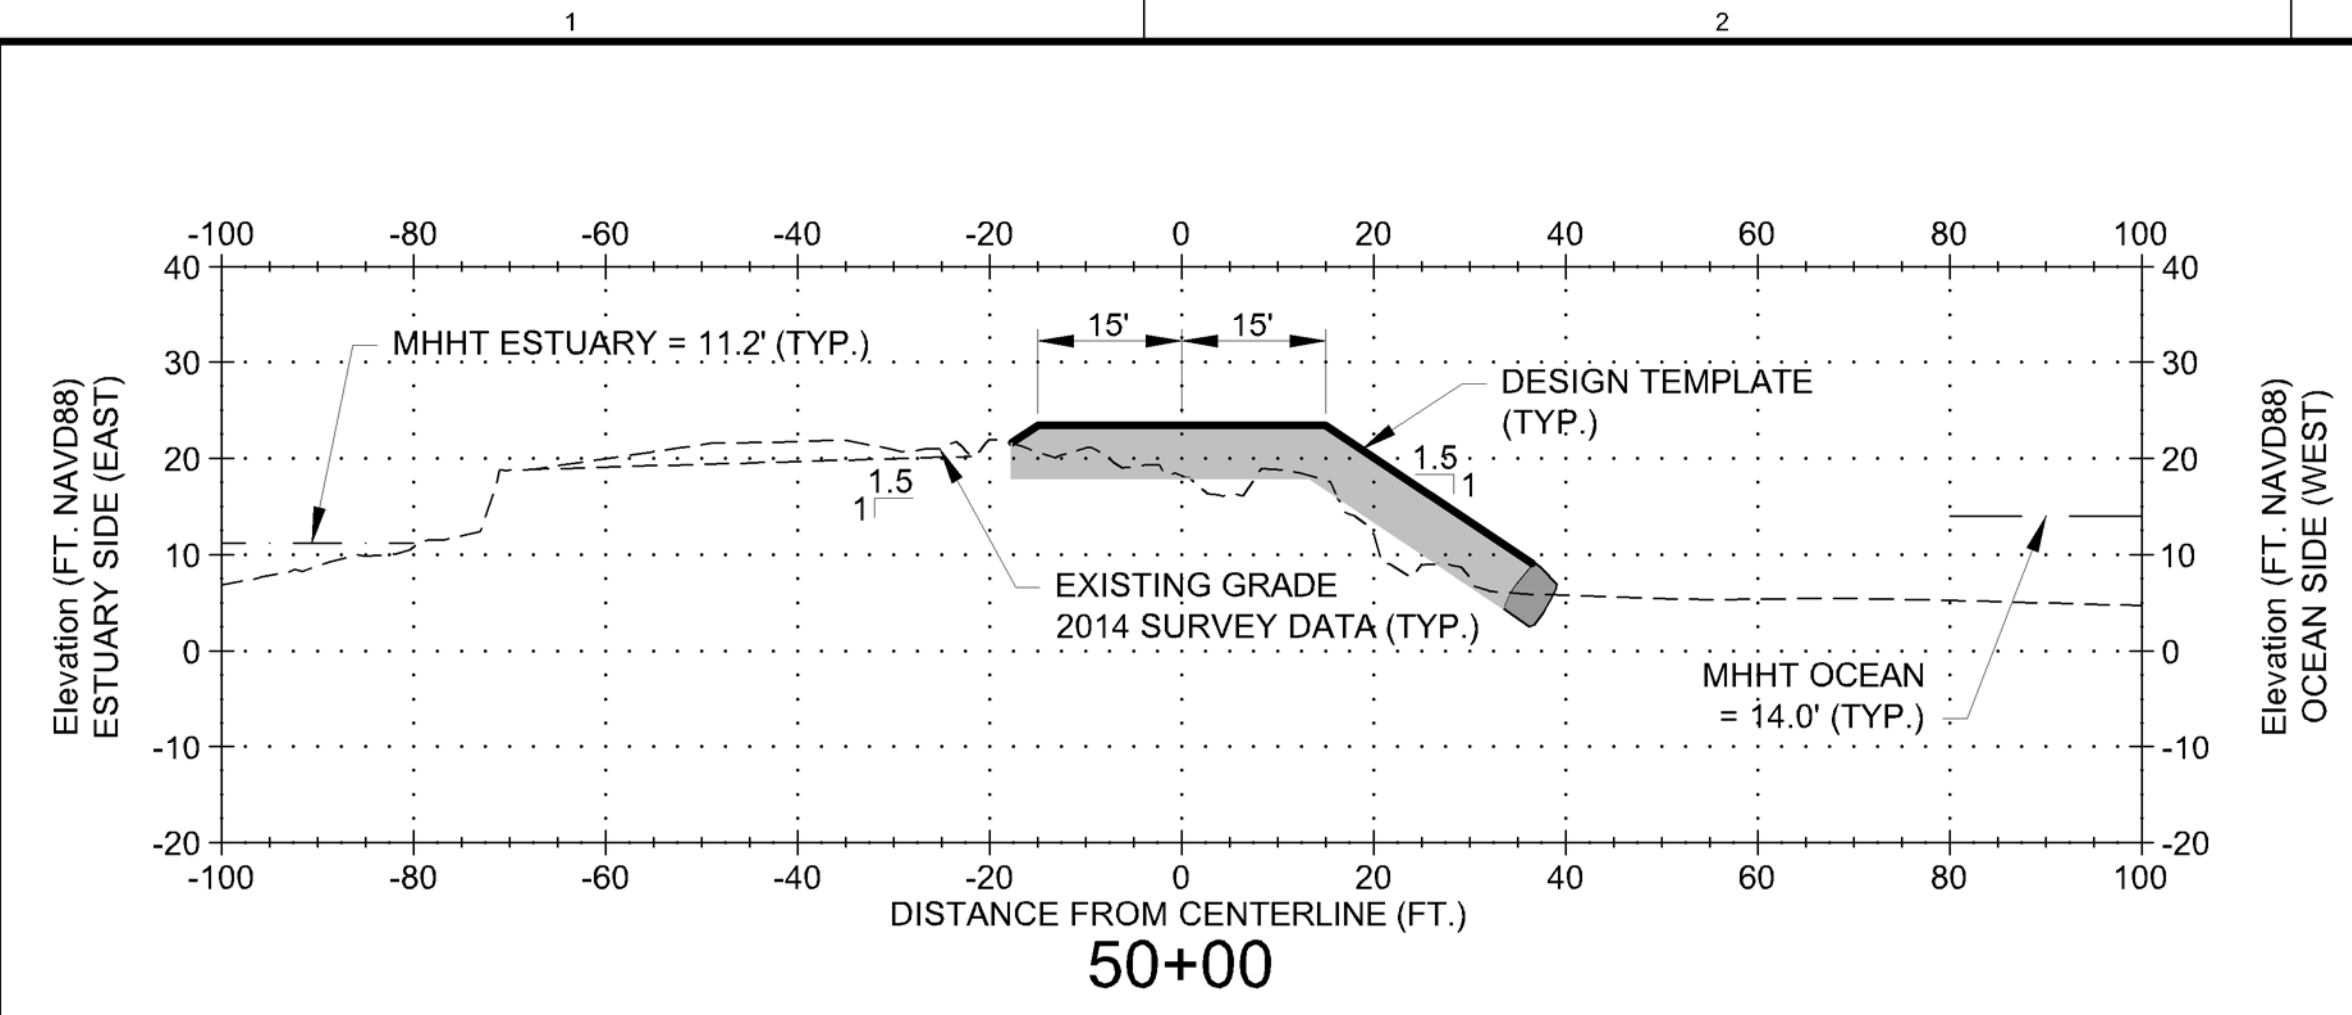 1
2
-100 -80 -60 -40 -20 0 20 40 60 80 100
40
30
20
10
0
-10
-20
Elevation (FT. NAVD88)
ESTUARY SIDE (EAST)
MHHT ESTUARY = 11.2' (TYP.)
15' 15'
DESIGN TEMPLATE
(TYP.)
1.5
1
1.5
1
EXISTING GRADE
2014 SURVEY DATA (TYP.)
MHHT OCEAN
= 14.0' (TYP.)
40
30
20
10
0
-10
-20
Elevation (FT. NAVD88)
OCEAN SIDE (WEST)
-100 -80 -60 -40 -20 0 20 40 60 80 100
DISTANCE FROM CENTERLINE (FT.)
50+00